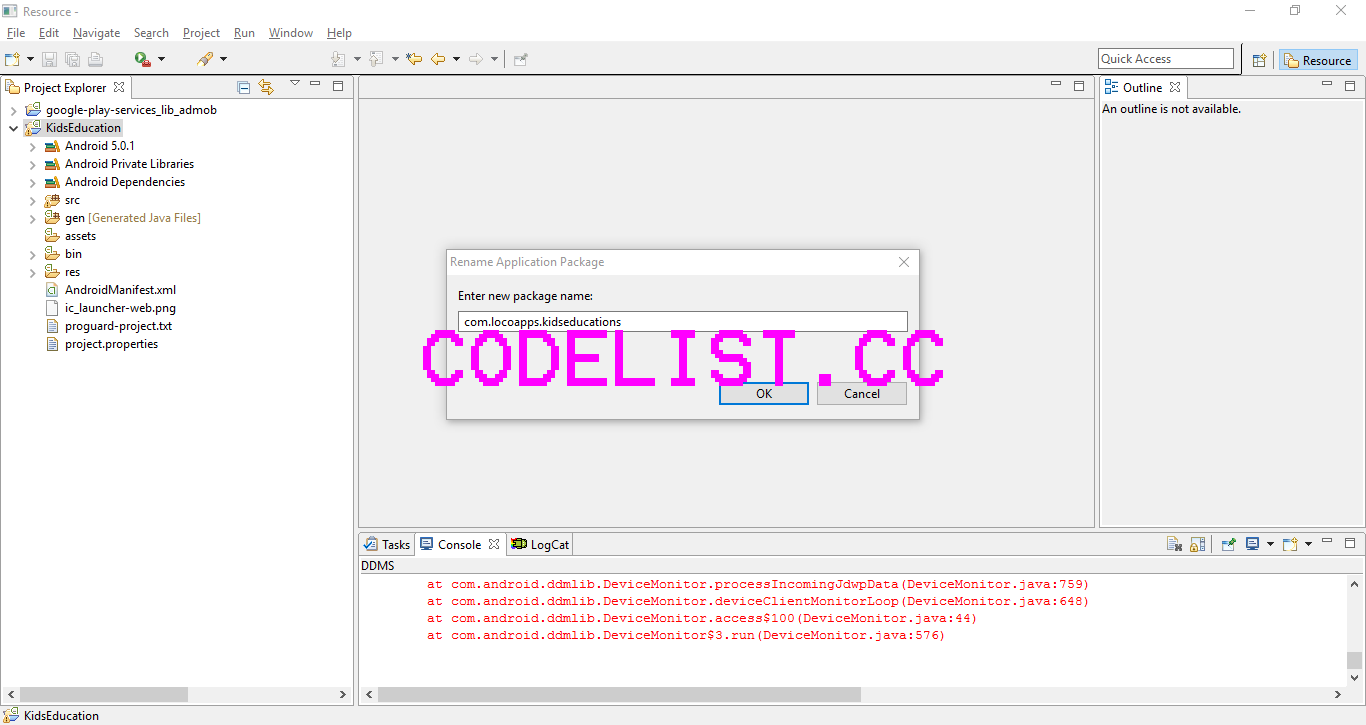 Resource -
File Edit Navigate Search Project Run Window Help
Quick Access
Resource
Project Explorer
google-play-services_lib_admob
KidsEducation
Android 5.0.1
Android Private Libraries
Android Dependencies
src
gen [Generated Java Files]
assets
bin
res
AndroidManifest.xml
ic_launcher-web.png
proguard-project.txt
project.properties
Outline
An outline is not available.
Rename Application Package
Enter new package name:
com.locoapps.kidseducations
CODELIST.CC
OK Cancel
Tasks Console LogCat
DDMS
at com.android.ddmlib.DeviceMonitor.processIncomingJdwpData(DeviceMonitor.java:759)
at com.android.ddmlib.DeviceMonitor.deviceClientMonitorLoop(DeviceMonitor.java:648)
at com.android.ddmlib.DeviceMonitor.access$100(DeviceMonitor.java:44)
at com.android.ddmlib.DeviceMonitor$3.run(DeviceMonitor.java:576)
KidsEducation